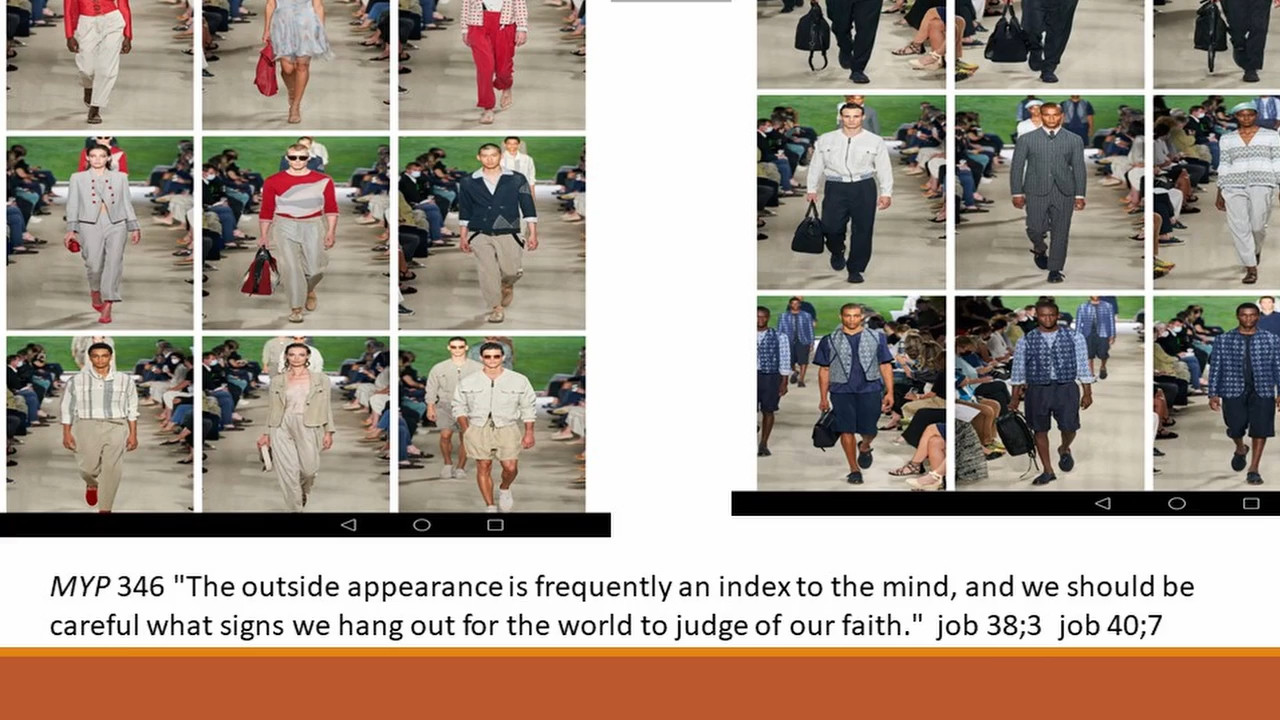 MYP 346 "The outside appearance is frequently an index to the mind, and we should be
careful what signs we hang out for the world to judge of our faith." job 38;3 job 40;7